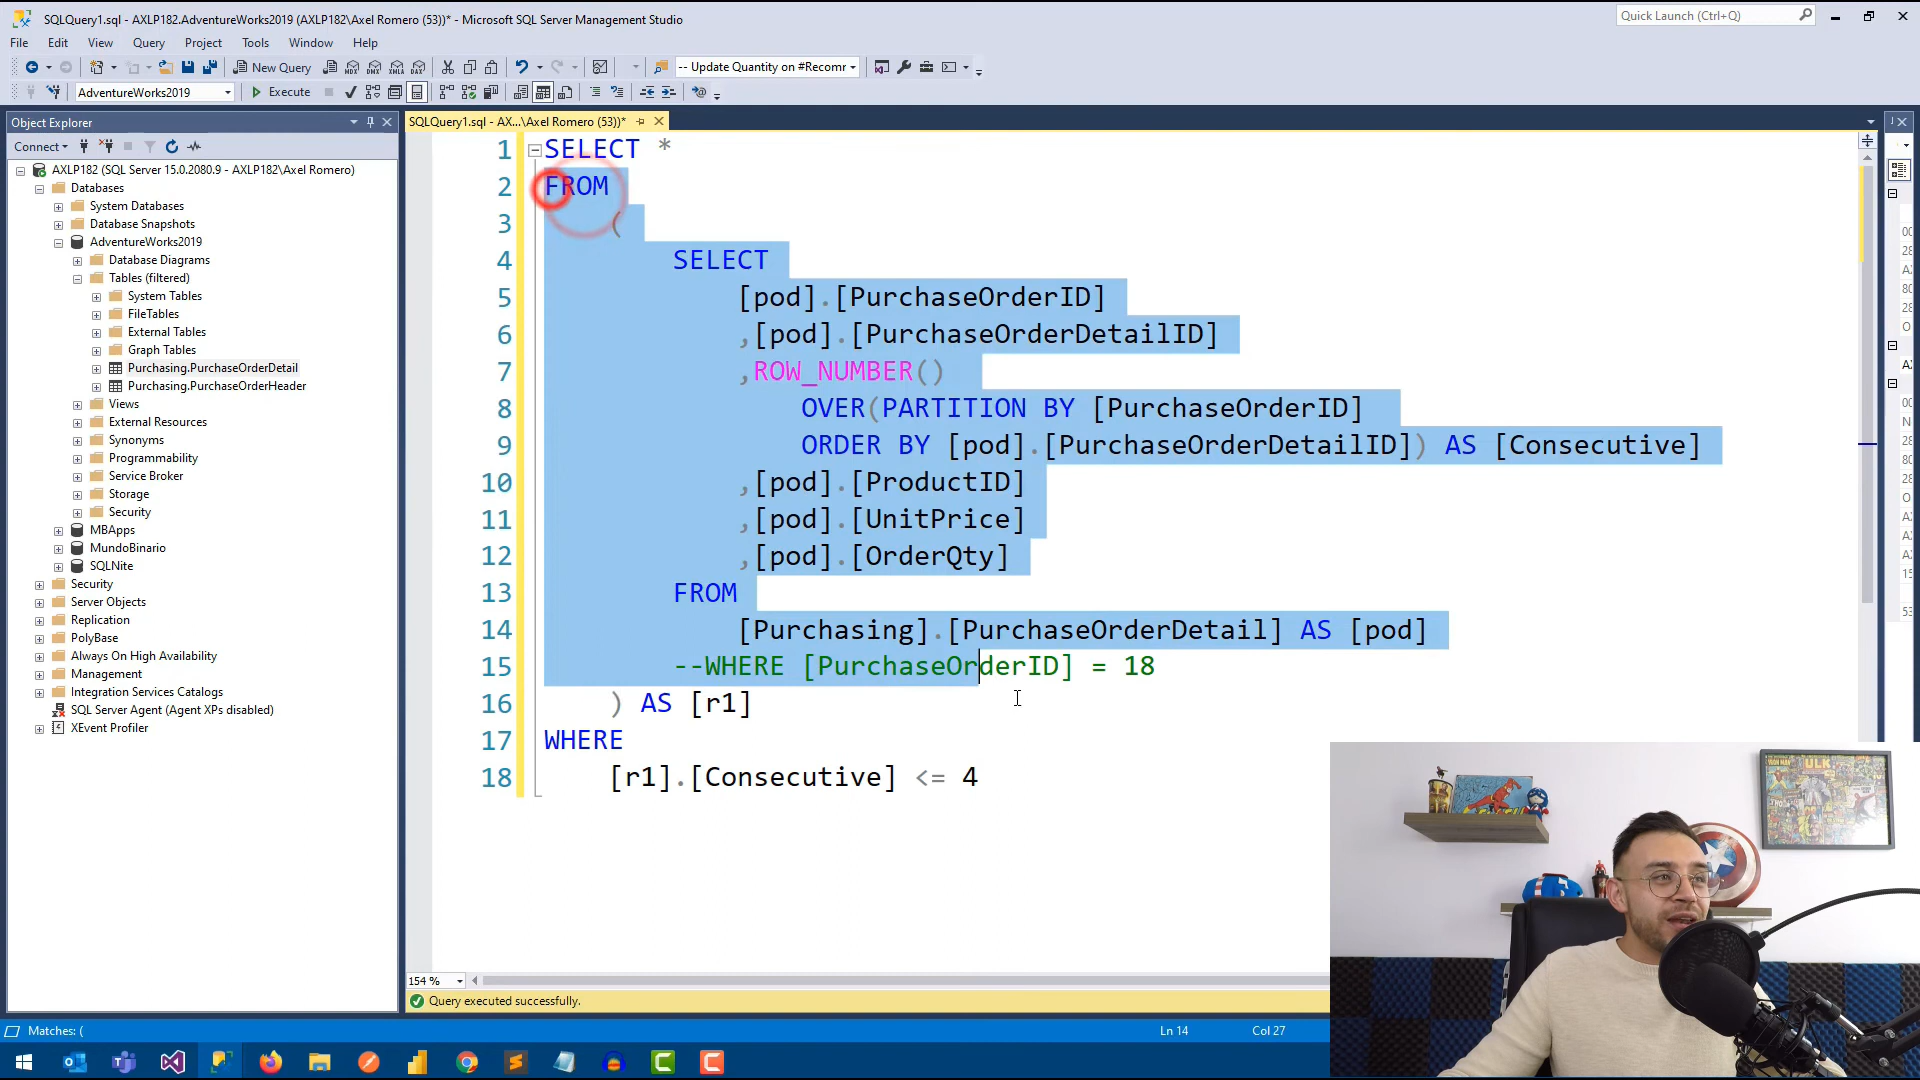 SQLQuery1.sql - AXLP182.AdventureWorks2019 (AXLP182\Axel Romero (53))* - Microsoft SQL Server Management Studio
Quick Launch (Ctrl+Q)
File Edit View Query Project Tools Window Help
New Query MDX DMX XMLA DAX -- Update Quantity on #Recomr
AdventureWorks2019 Execute
Object Explorer
SQLQuery1.sql - AX...\Axel Romero (53))*
Connect
AXLP182 (SQL Server 15.0.2080.9 - AXLP182\Axel Romero)
Databases
System Databases
Database Snapshots
AdventureWorks2019
Database Diagrams
Tables (filtered)
System Tables
FileTables
External Tables
Graph Tables
Purchasing.PurchaseOrderDetail
Purchasing.PurchaseOrderHeader
Views
External Resources
Synonyms
Programmability
Service Broker
Storage
Security
MBApps
MundoBinario
SQLNite
Security
Server Objects
Replication
PolyBase
Always On High Availability
Management
Integration Services Catalogs
SQL Server Agent (Agent XPs disabled)
XEvent Profiler
1 SELECT *
2 FROM
3 (
4 SELECT
5 [pod].[PurchaseOrderID]
6 ,[pod].[PurchaseOrderDetailID]
7 ,ROW_NUMBER()
8 OVER(PARTITION BY [PurchaseOrderID]
9 ORDER BY [pod].[PurchaseOrderDetailID]) AS [Consecutive]
10 ,[pod].[ProductID]
11 ,[pod].[UnitPrice]
12 ,[pod].[OrderQty]
13 FROM
14 [Purchasing].[PurchaseOrderDetail] AS [pod]
15 --WHERE [PurchaseOrderID] = 18
16 ) AS [r1]
17 WHERE
18 [r1].[Consecutive] <= 4
154 %
Query executed successfully.
Matches: (
Ln 14 Col 27